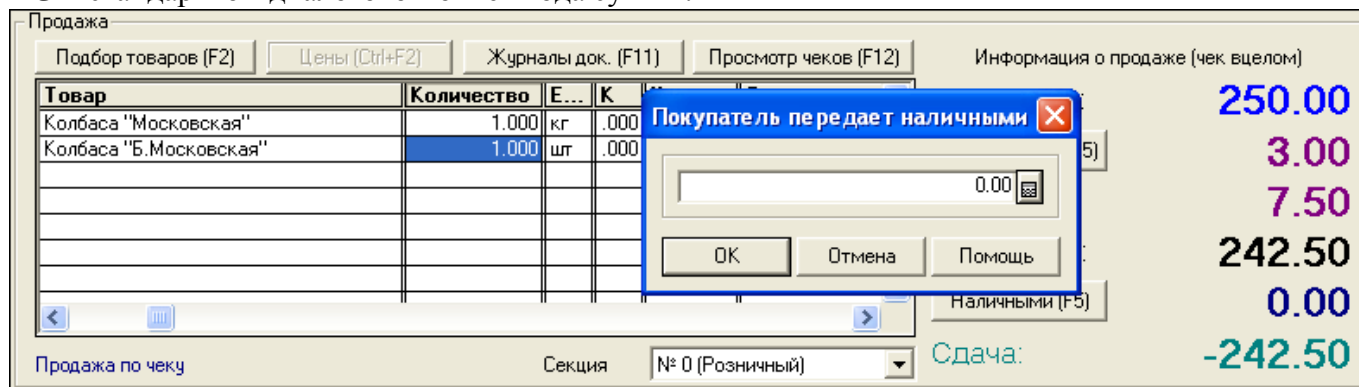 Продажа
Подбор товаров (F2) Цены (Ctrl+F2) Журналы док. (F11) Просмотр чеков (F12) Информация о продаже (чек вцелом)
Товар Количество Е... К
250.00
Покупатель передает наличными
Колбаса "Московская" 1.000 кг .000
Колбаса "Б.Московская" 1.000 шт .000
5) 3.00
0.00
7.50
OK Отмена Помощь
242.50
Наличными (F5) 0.00
Продажа по чеку Секция № 0 (Розничный) Сдача: -242.50